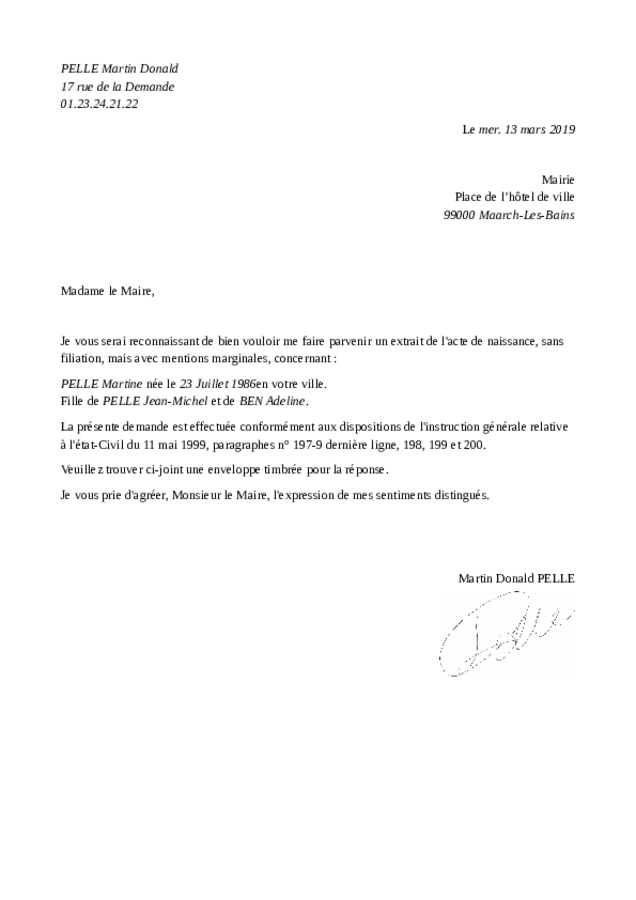 PELLE Martin Donald
17 rue de la Demande
01.23.24.21.22
Le mer. 13 mars 2019
Mairie
Place de l'hôtel de ville
99000 Maarch-Les-Bains
Madame le Maire,
Je vous serai reconnaissant de bien vouloir me faire parvenir un extrait de l'acte de naissance, sans
filiation, mais avec mentions marginales, concernant :
PELLE Martine née le 23 Juillet 1986en votre ville.
Fille de PELLE Jean-Michel et de BEN Adeline.
La présente demande est effectuée conformément aux dispositions de l'instruction générale relative
à l'état-Civil du 11 mai 1999, paragraphes n° 197-9 dernière ligne, 198, 199 et 200.
Veuillez trouver ci-joint une enveloppe timbrée pour la réponse.
Je vous prie d'agréer, Monsieur le Maire, l'expression de mes sentiments distingués.
Martin Donald PELLE